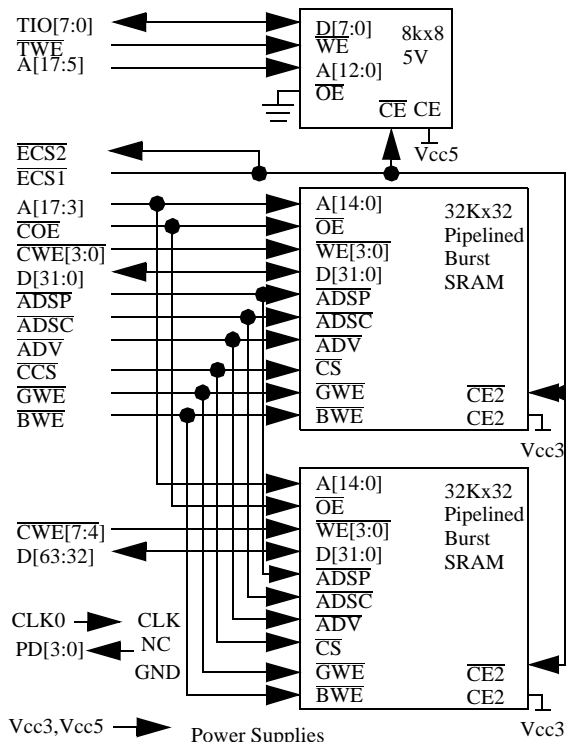 TIO[7:0]
TWE
A[17:5]
D[7:0]
WE
A[12:0]
OE
8kx8
5V
CE CE
Vcc5
ECS2
ECS1
A[17:3]
COE
CWE[3:0]
D[31:0]
ADSP
ADSC
ADV
CCS
GWE
BWE
A[14:0]
OE
WE[3:0]
D[31:0]
ADSP
ADSC
ADV
CS
GWE
BWE
32Kx32
Pipelined
Burst
SRAM
CE2
CE2
Vcc3
CWE[7:4]
D[63:32]
A[14:0]
OE
WE[3:0]
D[31:0]
ADSP
ADSC
ADV
CS
GWE
BWE
32Kx32
Pipelined
Burst
SRAM
CE2
CE2
Vcc3
CLK0 CLK
PD[3:0] NC
GND
Vcc3,Vcc5 Power Supplies